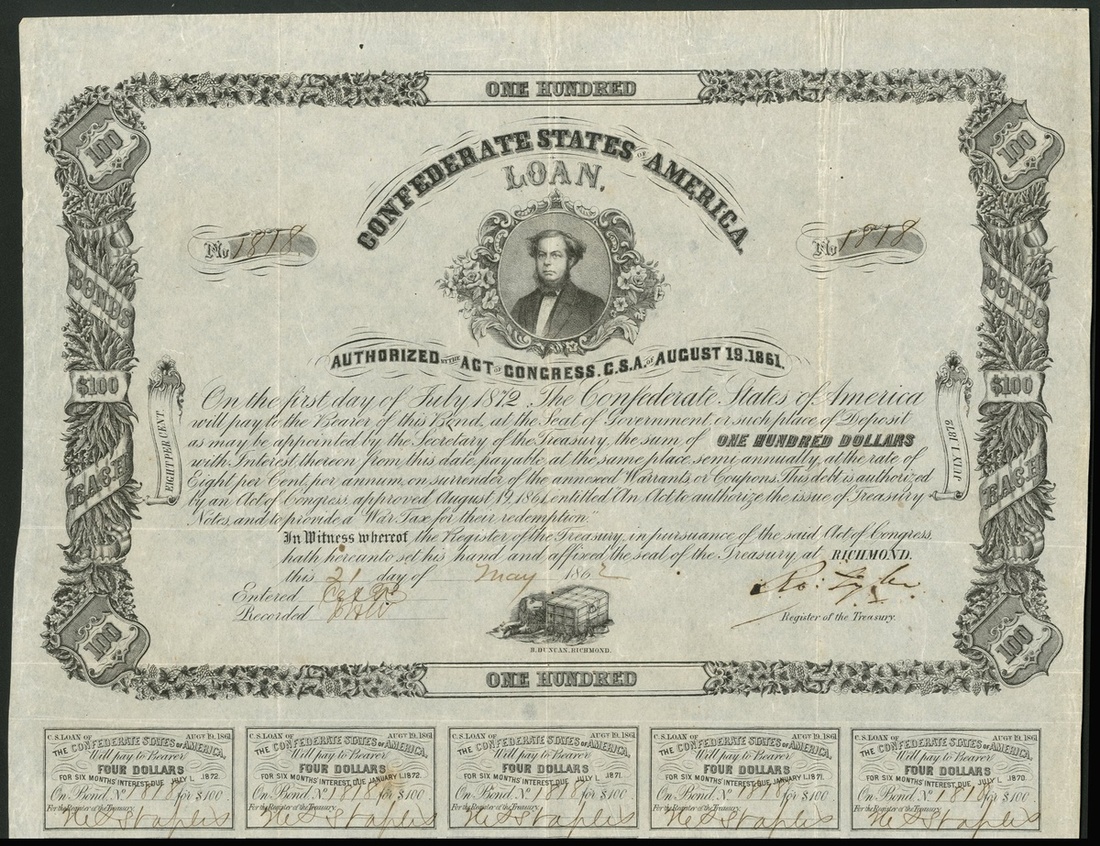 ONE HUNDRED
100
100
CONFEDERATE STATES OF AMERICA.
LOAN.
No 1818
No 1818
AUTHORIZED BY THE ACT OF CONGRESS. C.S.A. OF AUGUST 19. 1861.
BONDS
BONDS
$100
$100
EACH
EACH
EIGHT PER CENT.
JULY 1. 1872
On the first day of July 1872, The Confederate States of America
will pay to the Bearer of this Bond, at the Seat of Government, or such place of Deposit
as may be appointed by the Secretary of the Treasury, the sum of ONE HUNDRED DOLLARS
with Interest thereon from this date, payable at the same place semi-annually, at the rate of
Eight per Cent, per annum, on surrender of the annexed Warrants or Coupons. This debt is authorized
by an Act of Congress approved August 19, 1861, entitled "An Act to authorize the issue of Treasury
Notes, and to provide a War Tax for their redemption."
In Witness whereof the Register of the Treasury, in pursuance of the said Act of Congress,
hath hereunto set his hand and affixed the seal of the Treasury, at RICHMOND.
this 21 day of May 1862
Entered
Recorded
Ro: Tyler
Register of the Treasury.
R. DUNCAN. RICHMOND.
100
100
ONE HUNDRED
C.S. LOAN OF AUGT 19, 1861
THE CONFEDERATE STATES OF AMERICA,
Will pay to Bearer
FOUR DOLLARS
FOR SIX MONTHS' INTEREST, DUE JULY 1, 1872.
On Bond, No. 1818 for $100
For the Register of the Treasury.
H. S. Staples
C.S. LOAN OF AUGT 19, 1861
THE CONFEDERATE STATES OF AMERICA,
Will pay to Bearer
FOUR DOLLARS
FOR SIX MONTHS' INTEREST, DUE JANUARY 1, 1872.
On Bond, No. 1818 for $100
For the Register of the Treasury.
H. S. Staples
C.S. LOAN OF AUGT 19, 1861
THE CONFEDERATE STATES OF AMERICA,
Will pay to Bearer
FOUR DOLLARS
FOR SIX MONTHS' INTEREST, DUE JULY 1, 1871.
On Bond, No. 1818 for $100
For the Register of the Treasury.
H. S. Staples
C.S. LOAN OF AUGT 19, 1861
THE CONFEDERATE STATES OF AMERICA,
Will pay to Bearer
FOUR DOLLARS
FOR SIX MONTHS' INTEREST, DUE JANUARY 1, 1871.
On Bond, No. 1818 for $100
For the Register of the Treasury.
H. S. Staples
C.S. LOAN OF AUGT 19, 1861
THE CONFEDERATE STATES OF AMERICA,
Will pay to Bearer
FOUR DOLLARS
FOR SIX MONTHS' INTEREST, DUE JULY 1, 1870.
On Bond, No. 1818 for $100
For the Register of the Treasury.
H. S. Staples